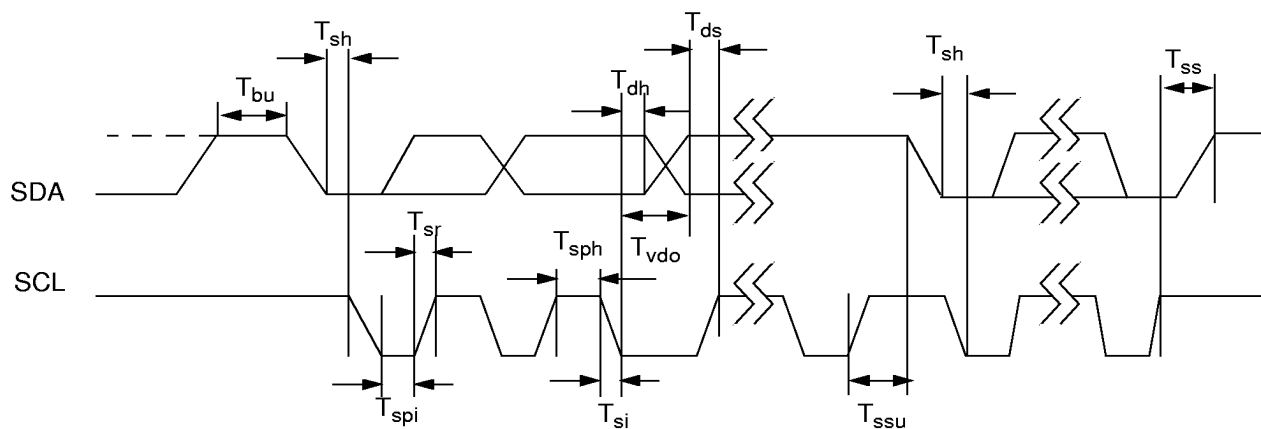 Tsh
Tds
Tsh
Tss
Tbu
Tdh
SDA
Tsr
Tsph
Tvdo
SCL
Tspi
Tsi
Tssu